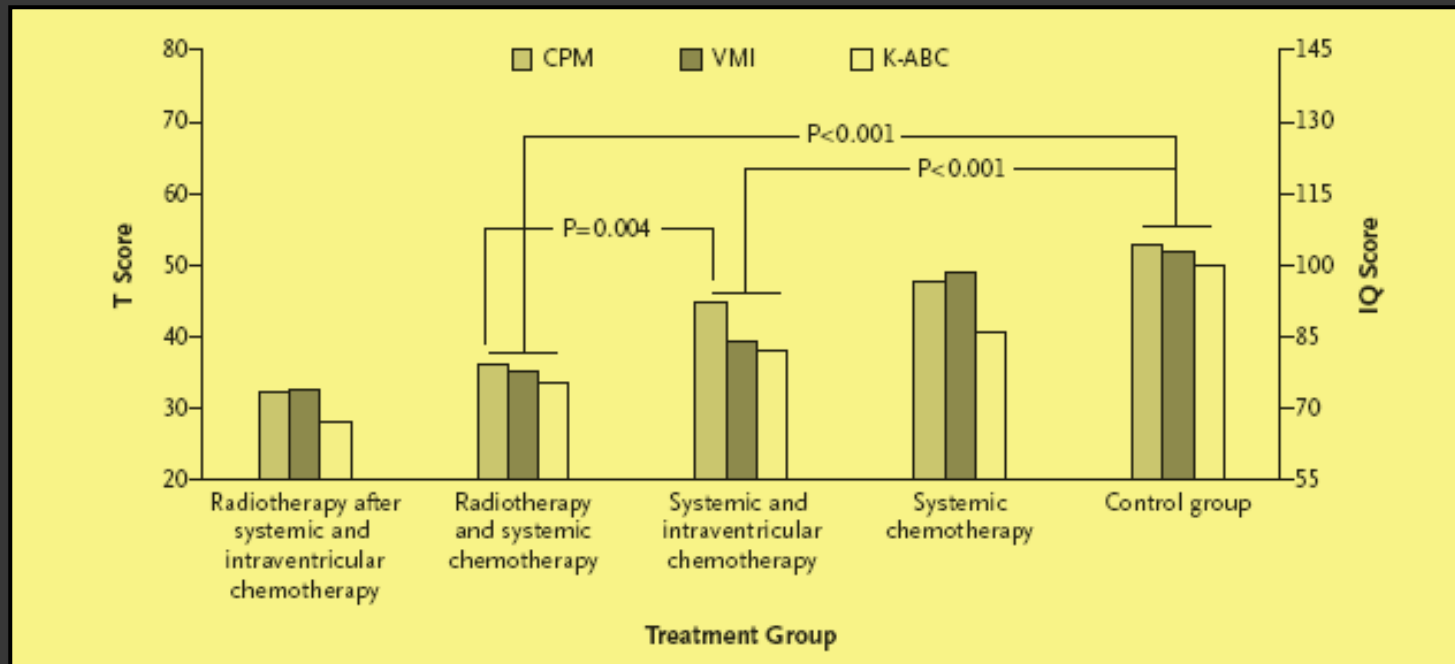 CPM VMI K-ABC
80
70
60
50
40
30
20
T Score
145
130
115
100
85
70
55
IQ Score
P<0.001
P<0.001
P=0.004
Radiotherapy after
systemic and
intraventricular
chemotherapy
Radiotherapy
and systemic
chemotherapy
Systemic and
intraventricular
chemotherapy
Systemic
chemotherapy
Control group
Treatment Group